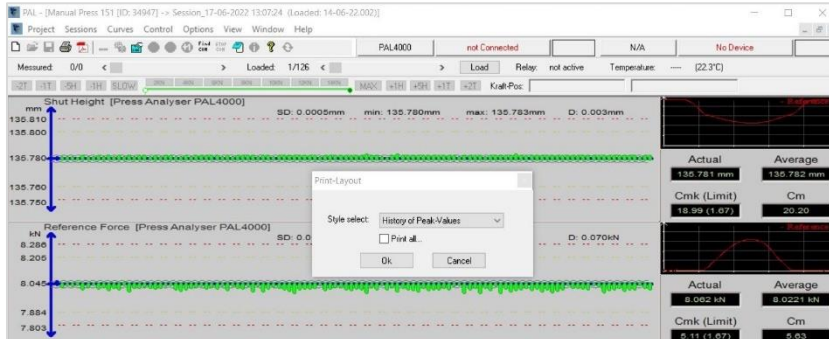 PAL - [Manual Press 151 [ID: 34947] -> Session_17-06-2022 13:07:24 (Loaded: 14-06-22.002)]
Project Sessions Curves Control Options View Window Help
PAL4000 not Connected N/A No Device
Messured: 0/0 < > Loaded: 1/126 < > Load Relay: not active Temperature: ---- (22.3°C)
-2T -1T -5H -1H SLOW MAX +1H +5H +1T +2T Kraft-Pos:
Shut Height [Press Analyser PAL4000]
mm
SD: 0.0005mm min: 135.780mm max: 135.783mm D: 0.003mm
135.810
135.800
135.780
135.760
135.750
Reference
Actual Average
135.781 mm 135.782 mm
Cmk (Limit) Cm
18.99 (1.67) 20.20
Print-Layout
Style select: History of Peak-Values
Print all...
Ok Cancel
Reference Force [Press Analyser PAL4000]
kN
SD: 0.0 D: 0.070kN
8.286
8.205
8.045
7.884
7.803
Reference
Actual Average
8.062 kN 8.0221 kN
Cmk (Limit) Cm
5.11 (1.67) 5.63